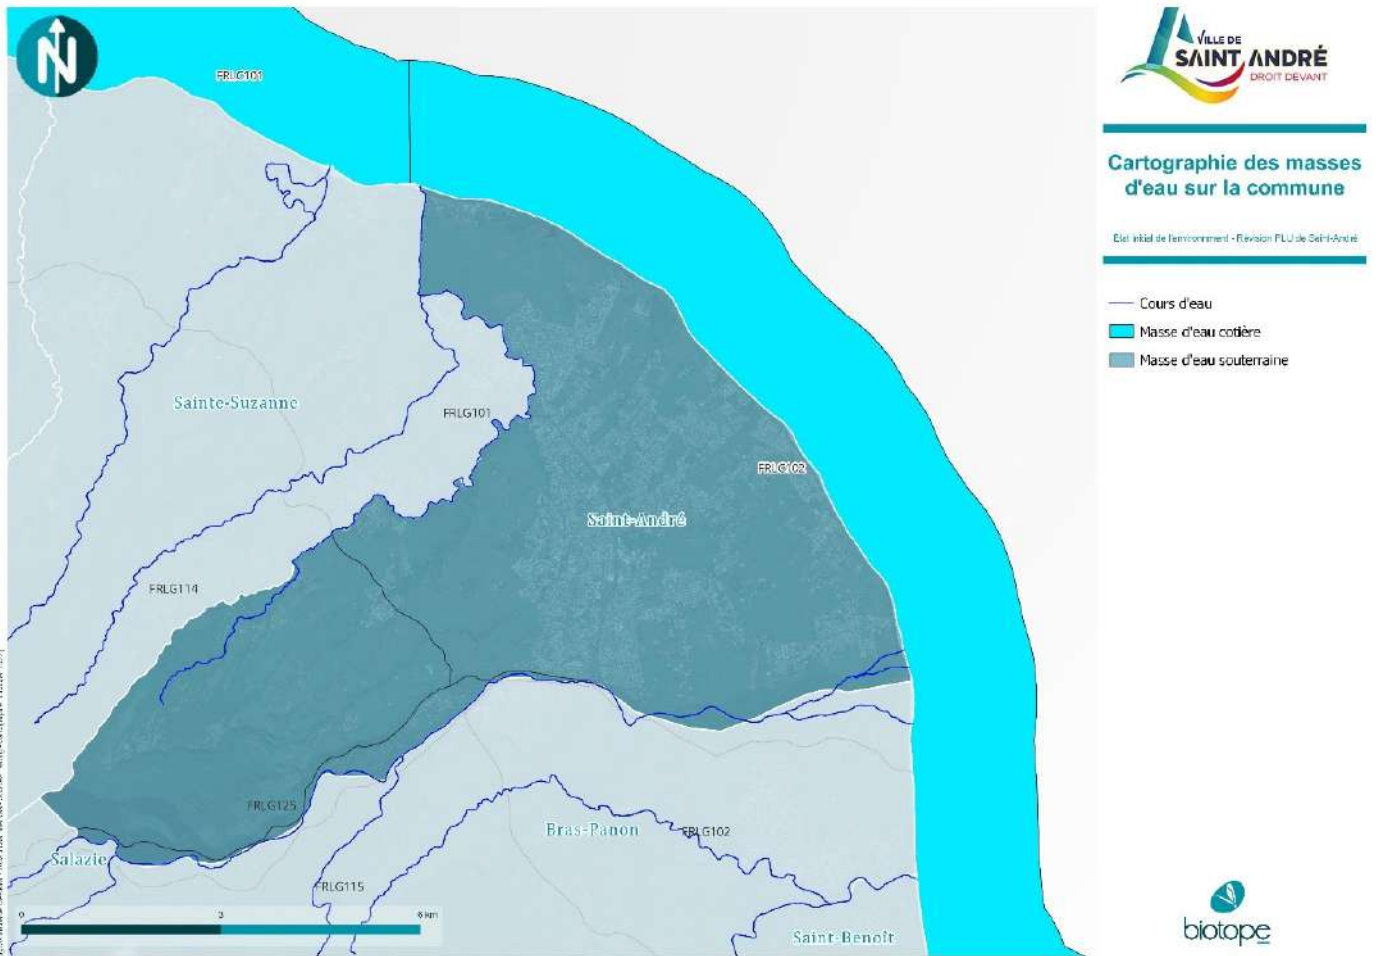 N
VILLE DE
SAINT ANDRÉ
DROIT DEVANT
Cartographie des masses
d'eau sur la commune
État initial de l'environnement - Révision PLU de Saint-André
Cours d'eau
Masse d'eau cotière
Masse d'eau souterraine
FRLG101
Sainte-Suzanne
FRLG101
FRLG102
Saint-André
FRLG114
FRLG125
Bras-Panon
FRLG102
Salazie
FRLG115
Saint-Benoît
0 3 6 km
biotope